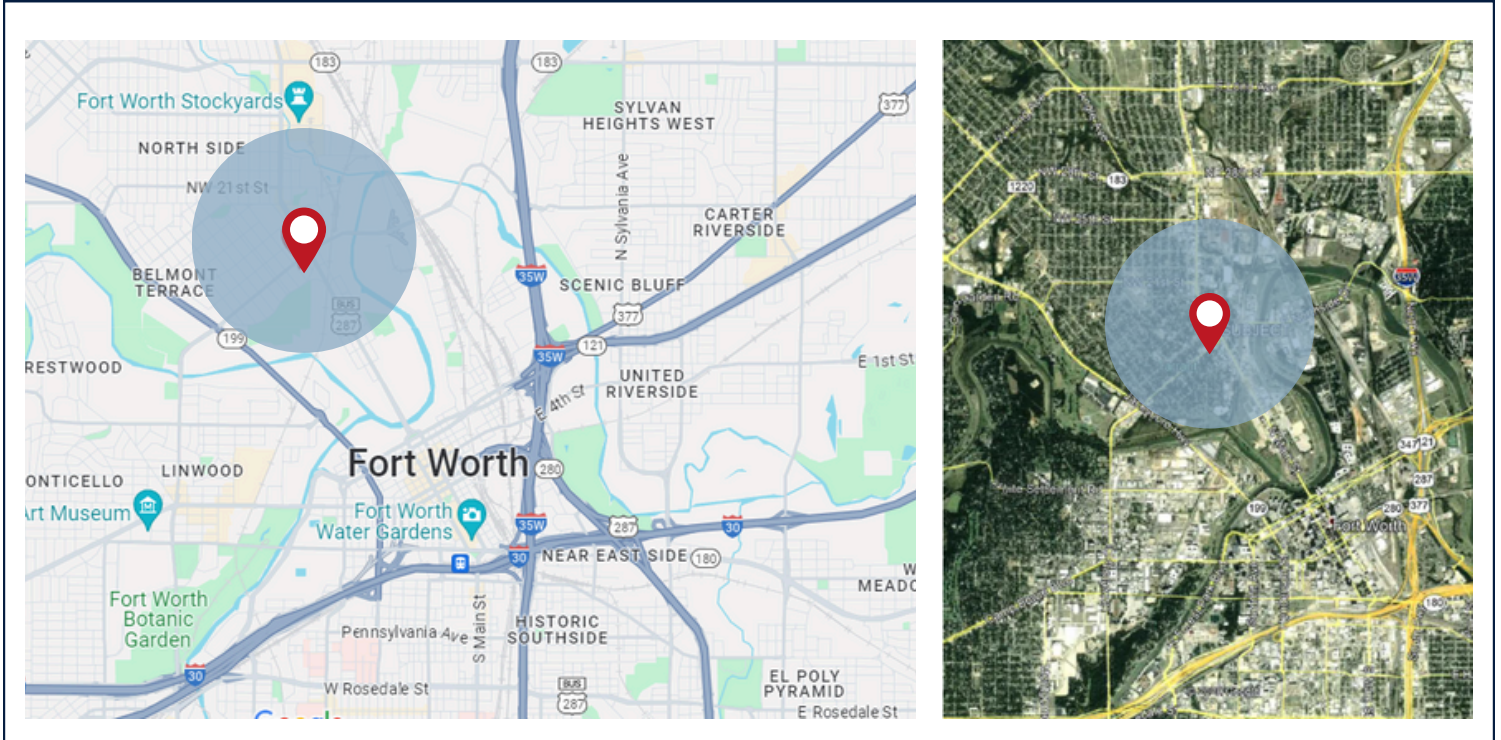 183
183
Fort Worth Stockyards
377
SYLVAN
HEIGHTS WEST
NORTH SIDE
NW 21st St
N Sylvania Ave
CARTER
RIVERSIDE
BELMONT
TERRACE
35W
SCENIC BLUFF
BUS
287
377
199
121
35W
RESTWOOD
E 1st St
UNITED
RIVERSIDE
E 4th St
Fort Worth
280
LINWOOD
ONTICELLO
Art Museum
Fort Worth
Water Gardens
35W
287
30
30
NEAR EAST SIDE
180
W
MEADO
Fort Worth
Botanic
Garden
S Main St
HISTORIC
SOUTHSIDE
Pennsylvania Ave
30
W Rosedale St
BUS
287
EL POLY
PYRAMID
E Rosedale St
Google
1220
183
35W
347
121
287
199
280
377
Fort Worth
180